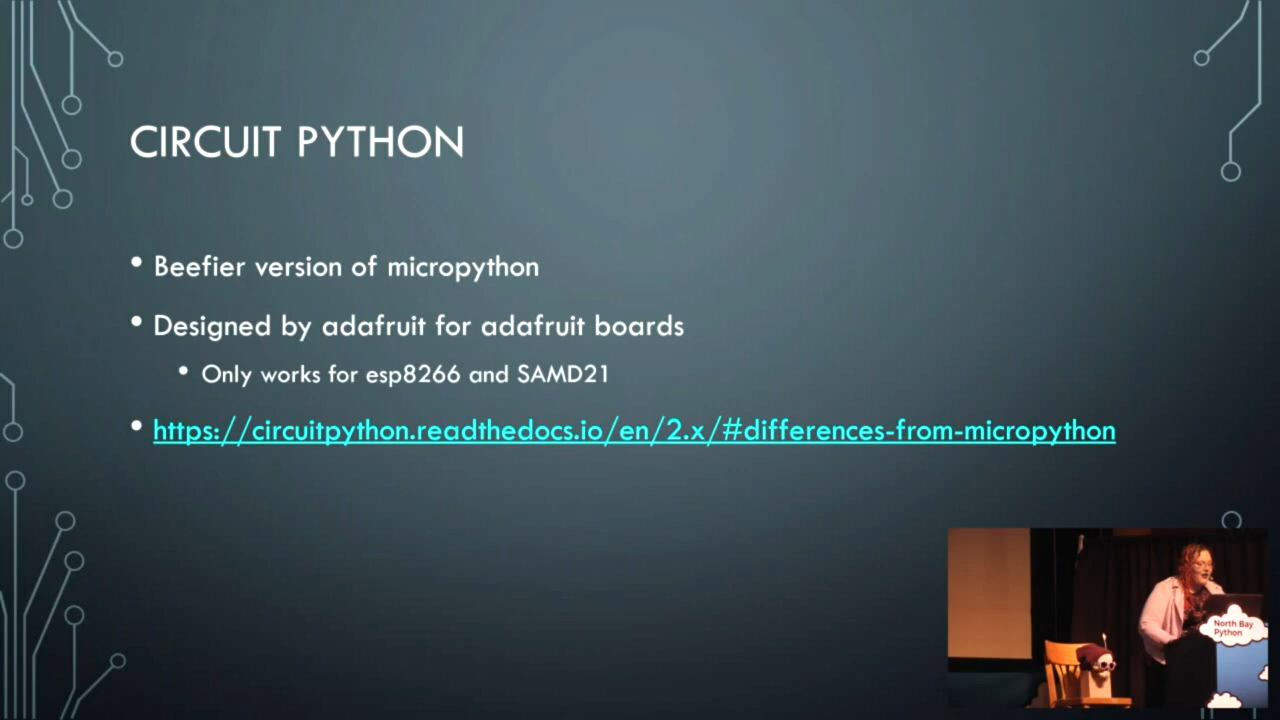 CIRCUIT PYTHON
• Beefier version of micropython
• Designed by adafruit for adafruit boards
• Only works for esp8266 and SAMD21
• https://circuitpython.readthedocs.io/en/2.x/#differences-from-micropython
North Bay
Python